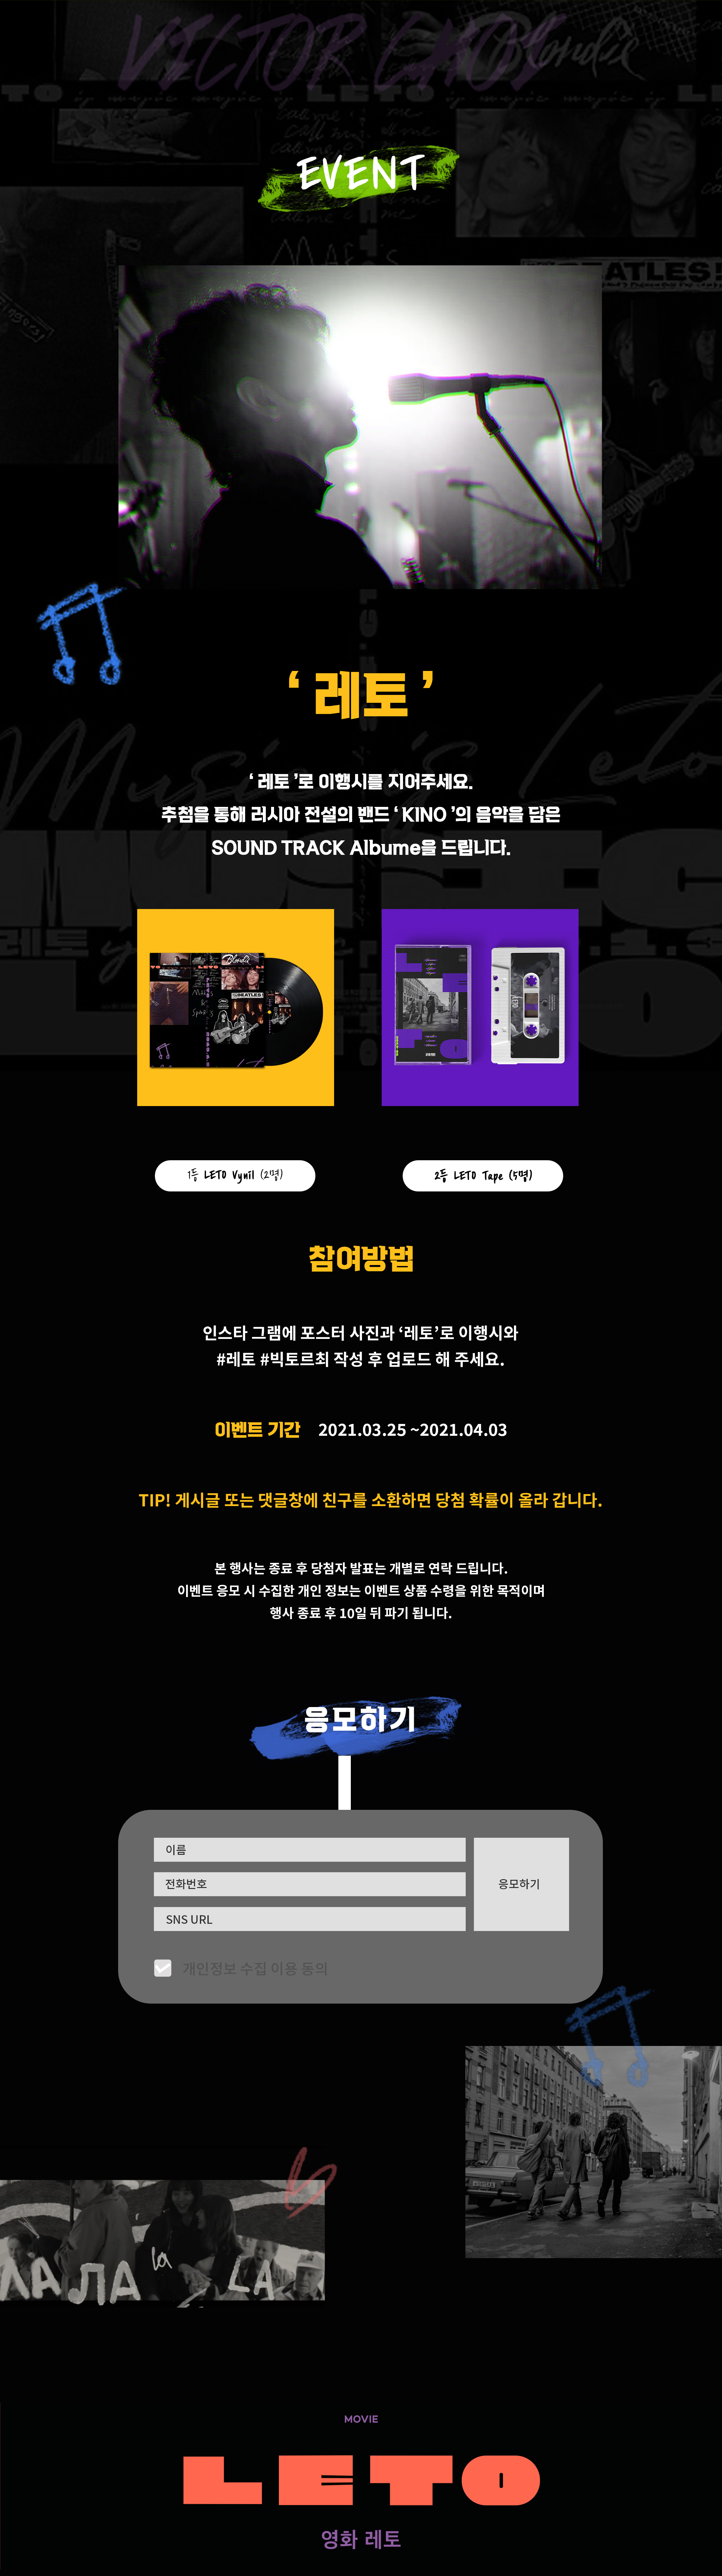 VICTOR CHOI
Blondie
LETO
EVENT
BEATLES!
‘ 레토 ’
‘ 레토 ’로 이행시를 지어주세요.
추첨을 통해 러시아 전설의 밴드 ‘ KINO ’의 음악을 담은
SOUND TRACK Albume을 드립니다.
1등 LETO Vynil (2명)
2등 LETO Tape (5명)
참여방법
인스타 그램에 포스터 사진과 ‘레토’로 이행시와
#레토 #빅토르최 작성 후 업로드 해 주세요.
이벤트 기간 2021.03.25 ~2021.04.03
TIP! 게시글 또는 댓글창에 친구를 소환하면 당첨 확률이 올라 갑니다.
본 행사는 종료 후 당첨자 발표는 개별로 연락 드립니다.
이벤트 응모 시 수집한 개인 정보는 이벤트 상품 수령을 위한 목적이며
행사 종료 후 10일 뒤 파기 됩니다.
응모하기
이름
전화번호
SNS URL
응모하기
개인정보 수집 이용 동의
ЛА ЛА la LA
MOVIE
LETO
영화 레토